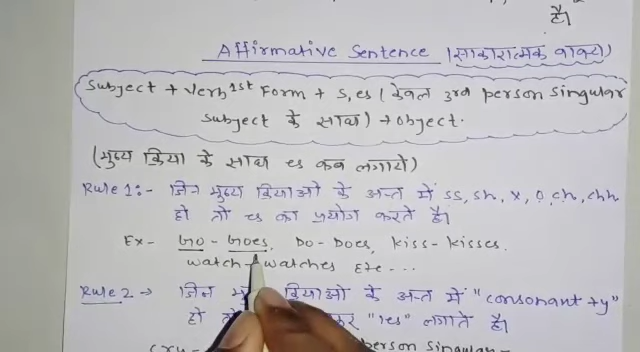 है।
Affirmative Sentence (साकारात्मक वाक्य)
Subject + Verb 1st Form + s, es (केवल 3rd person singular
subject के साथ) + object.
(मुख्य क्रिया के साथ es कब लगाये)
Rule 1:- जिन मुख्य क्रियाओ के अन्त में ss, sh, x, o, ch, chh
हो तो es का प्रयोग करते है।
Ex- Go - Goes, Do - Does, kiss - kisses.
watch - watches Etc...
Rule 2 → जिन क्रियाओ के अन्त में "consonant + y"
हो "ies" लगाते है।
person singular -